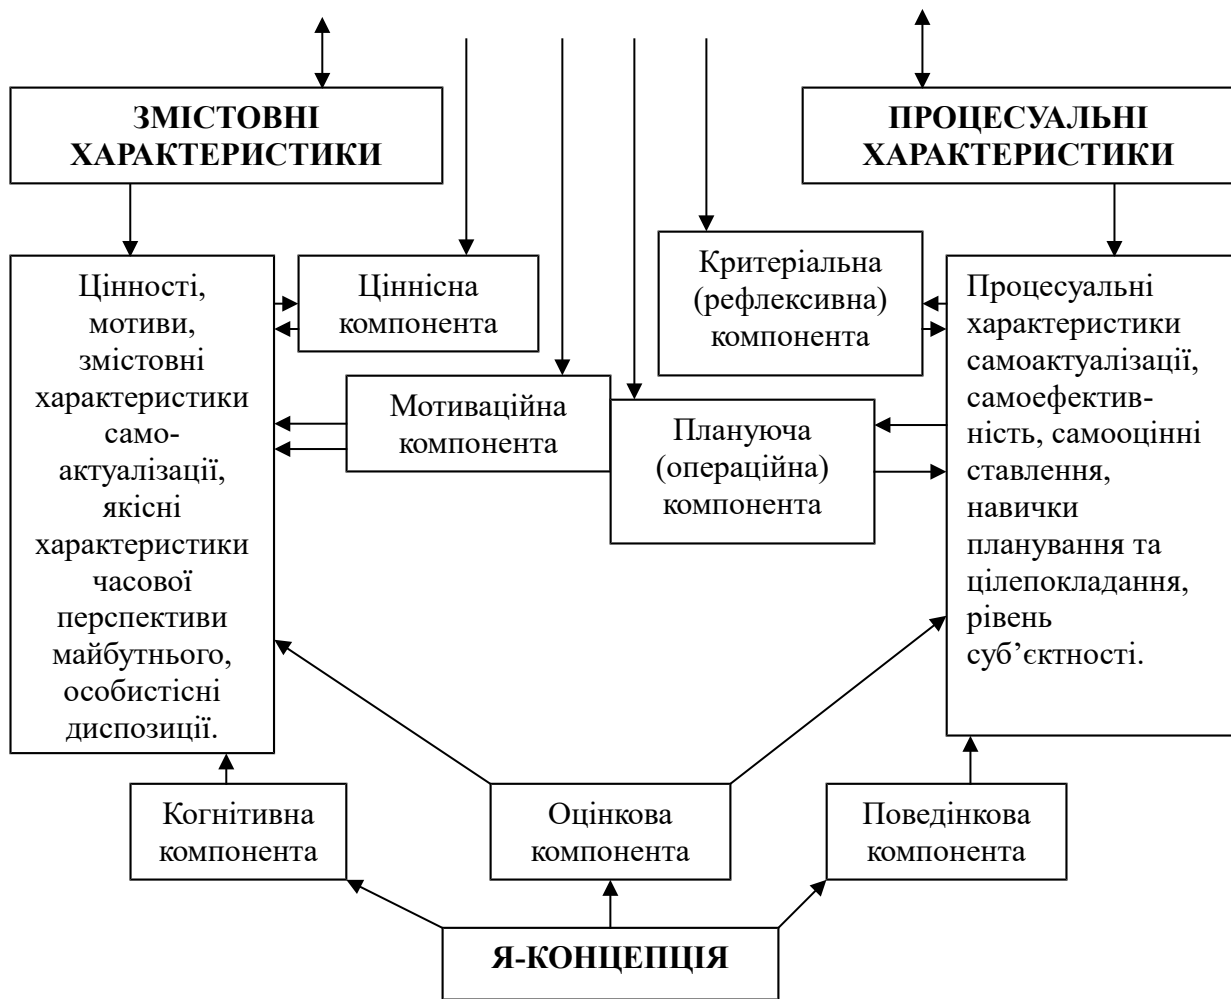 ЗМІСТОВНІ
ХАРАКТЕРИСТИКИ
ПРОЦЕСУАЛЬНІ
ХАРАКТЕРИСТИКИ
Цінності,
мотиви,
змістовні
характеристики
само-
актуалізації,
якісні
характеристики
часової
перспективи
майбутнього,
особистісні
диспозиції.
Ціннісна
компонента
Мотиваційна
компонента
Критеріальна
(рефлексивна)
компонента
Плануюча
(операційна)
компонента
Процесуальні
характеристики
самоактуалізації,
самоефектив-
ність, самооцінні
ставлення,
навички
планування та
цілепокладання,
рівень
суб’єктності.
Когнітивна
компонента
Оцінкова
компонента
Поведінкова
компонента
Я-КОНЦЕПЦІЯ